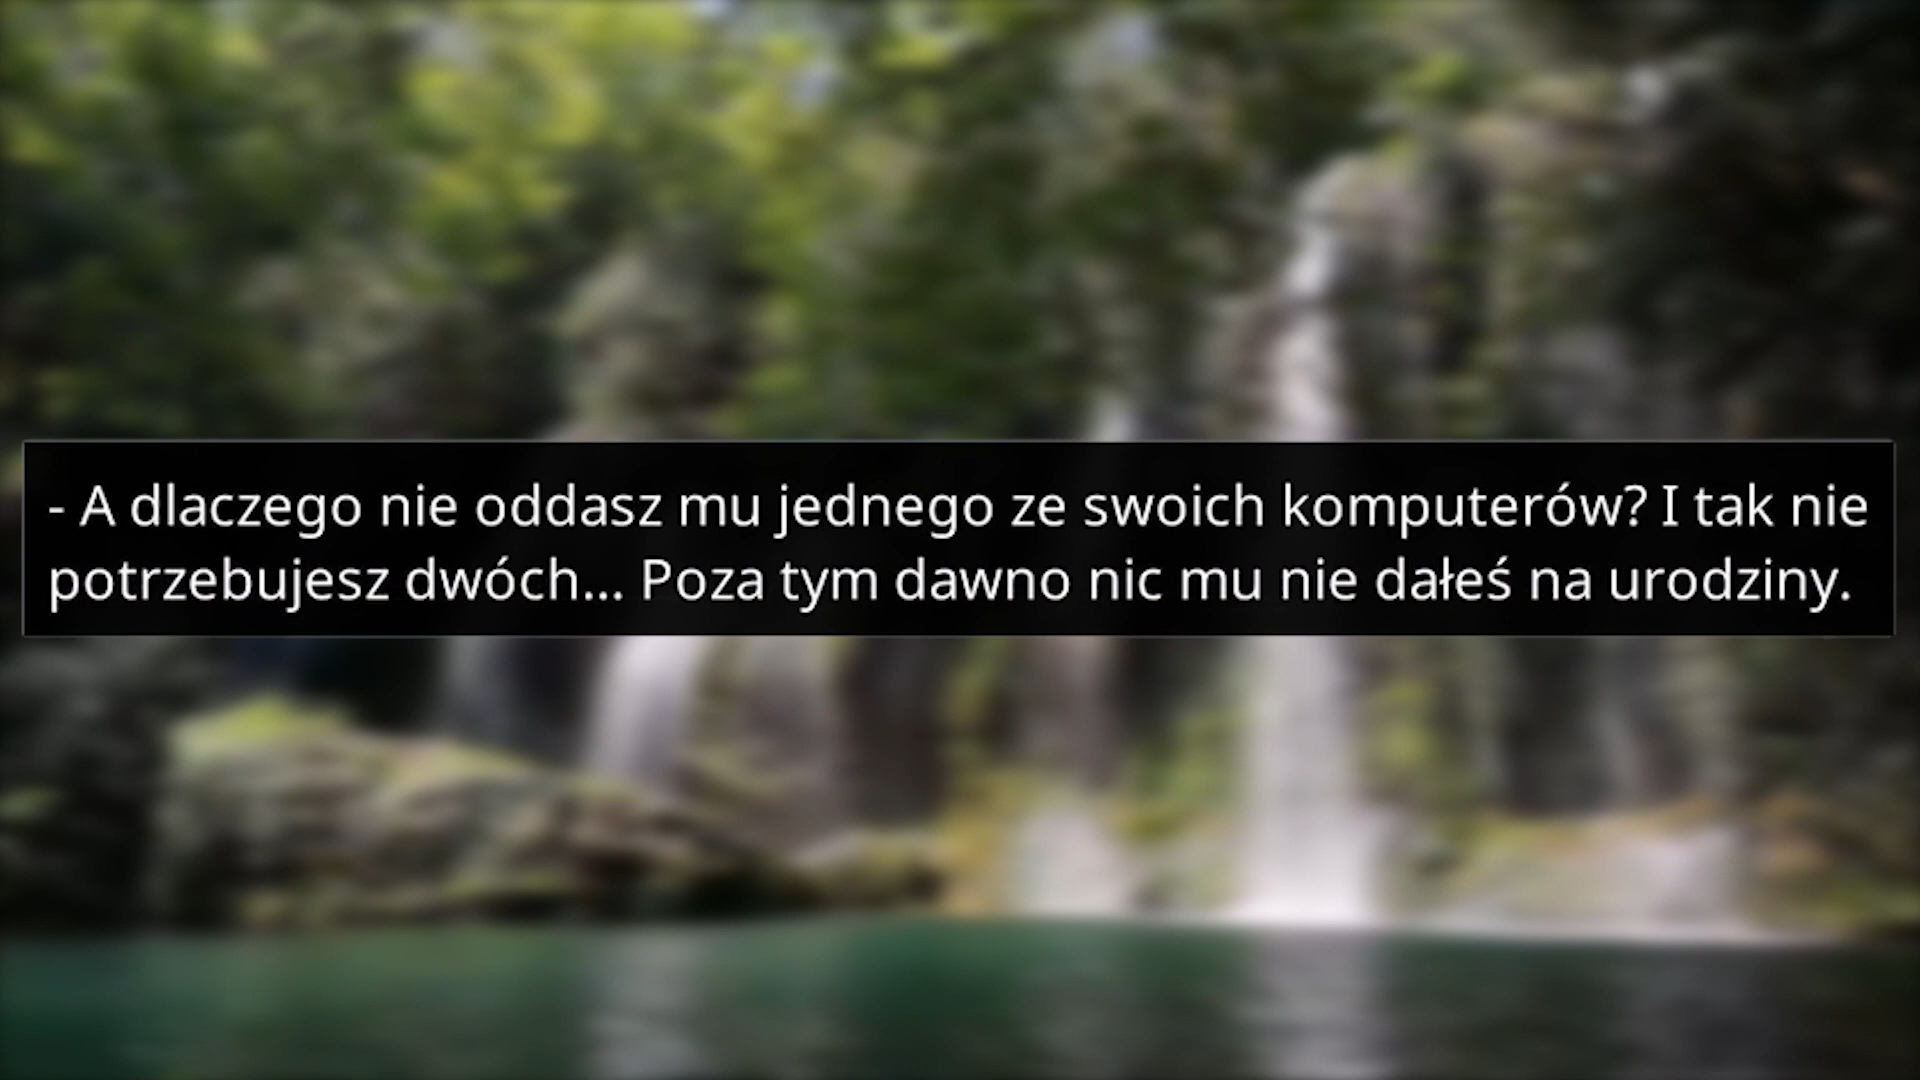 - A dlaczego nie oddasz mu jednego ze swoich komputerów? I tak nie
potrzebujesz dwóch... Poza tym dawno nic mu nie dałeś na urodziny.